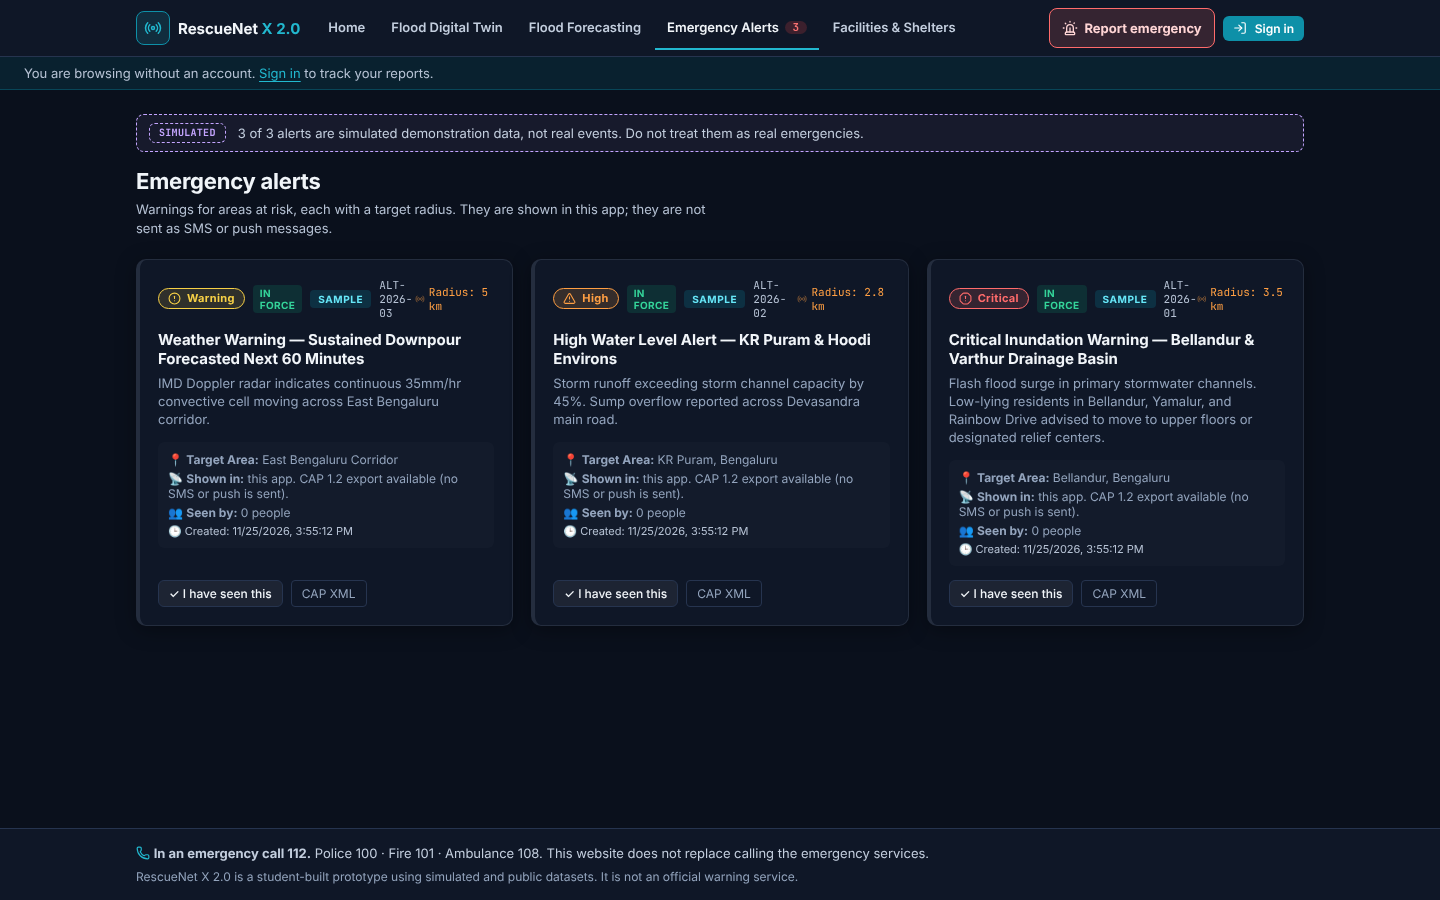 RescueNet X 2.0
Home
Flood Digital Twin
Flood Forecasting
Emergency Alerts 3
Facilities & Shelters
Report emergency
Sign in
You are browsing without an account. Sign in to track your reports.
SIMULATED 3 of 3 alerts are simulated demonstration data, not real events. Do not treat them as real emergencies.
Emergency alerts
Warnings for areas at risk, each with a target radius. They are shown in this app; they are not
sent as SMS or push messages.
Warning
IN
FORCE
SAMPLE
ALT-
2026-
03
Radius: 5
km
Weather Warning — Sustained Downpour
Forecasted Next 60 Minutes
IMD Doppler radar indicates continuous 35mm/hr
convective cell moving across East Bengaluru
corridor.
📍 Target Area: East Bengaluru Corridor
📡 Shown in: this app. CAP 1.2 export available (no
SMS or push is sent).
👥 Seen by: 0 people
🕒 Created: 11/25/2026, 3:55:12 PM
✓ I have seen this
CAP XML
High
IN
FORCE
SAMPLE
ALT-
2026-
02
Radius: 2.8
km
High Water Level Alert — KR Puram & Hoodi
Environs
Storm runoff exceeding storm channel capacity by
45%. Sump overflow reported across Devasandra
main road.
📍 Target Area: KR Puram, Bengaluru
📡 Shown in: this app. CAP 1.2 export available (no
SMS or push is sent).
👥 Seen by: 0 people
🕒 Created: 11/25/2026, 3:55:12 PM
✓ I have seen this
CAP XML
Critical
IN
FORCE
SAMPLE
ALT-
2026-
01
Radius: 3.5
km
Critical Inundation Warning — Bellandur &
Varthur Drainage Basin
Flash flood surge in primary stormwater channels.
Low-lying residents in Bellandur, Yamalur, and
Rainbow Drive advised to move to upper floors or
designated relief centers.
📍 Target Area: Bellandur, Bengaluru
📡 Shown in: this app. CAP 1.2 export available (no
SMS or push is sent).
👥 Seen by: 0 people
🕒 Created: 11/25/2026, 3:55:12 PM
✓ I have seen this
CAP XML
In an emergency call 112. Police 100 · Fire 101 · Ambulance 108. This website does not replace calling the emergency services.
RescueNet X 2.0 is a student-built prototype using simulated and public datasets. It is not an official warning service.